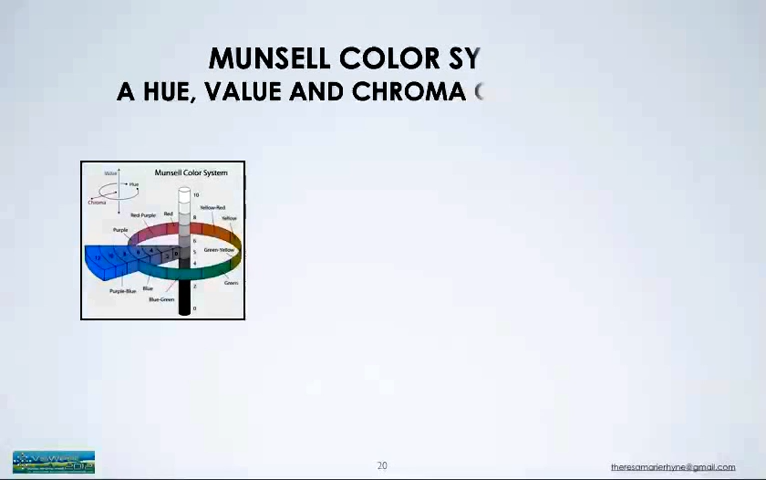 MUNSELL COLOR SY
A HUE, VALUE AND CHROMA
Munsell Color System
Value
Hue
Chroma
10
Yellow-Red
Red
Red-Purple
8
Yellow
Purple
6
Green-Yellow
5
4
Green
Purple-Blue
Blue
2
Blue-Green
0
20
theresamarierhyne@gmail.com